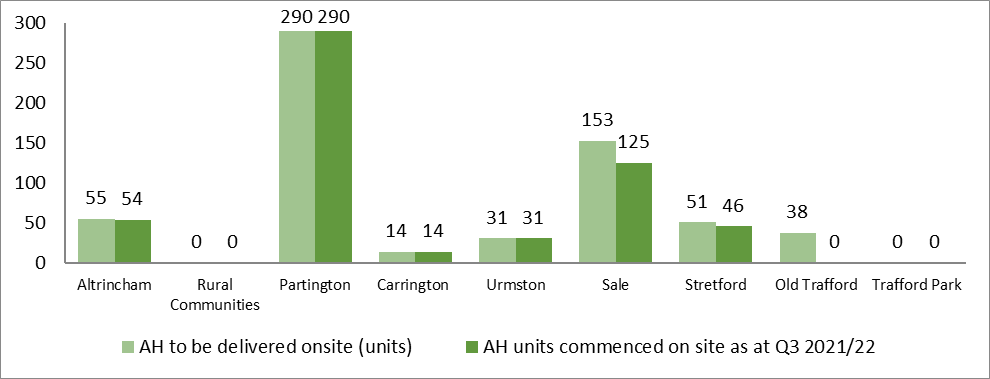 300
250
200
150
100
50
0
290 290
153
125
55 54
51 46
38
31 31
14 14
0 0
0
0 0
Altrincham
Rural
Communities
Partington
Carrington
Urmston
Sale
Stretford
Old Trafford
Trafford Park
AH to be delivered onsite (units)
AH units commenced on site as at Q3 2021/22